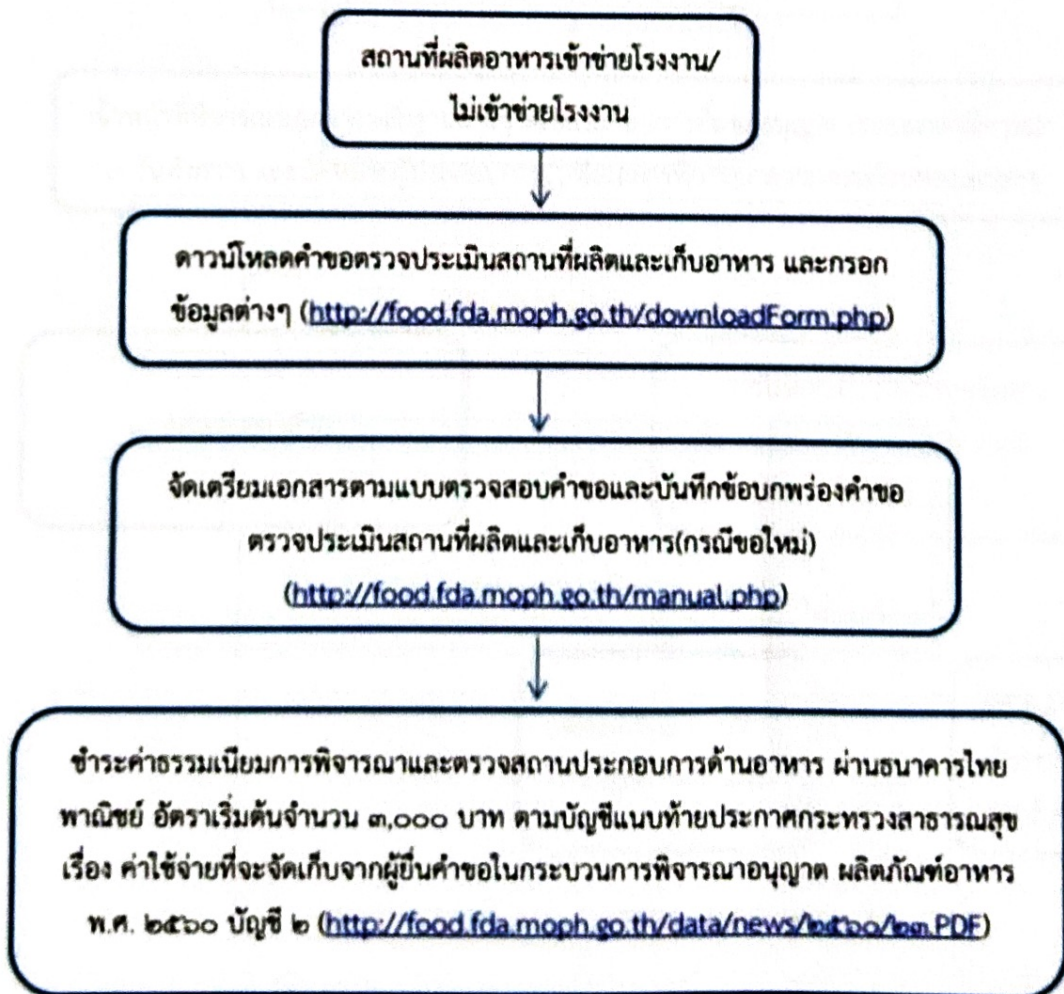 สถานที่ผลิตอาหารเข้าข่ายโรงงาน/
ไม่เข้าข่ายโรงงาน
ดาวน์โหลดคำขอตรวจประเมินสถานที่ผลิตและเก็บอาหาร และกรอก
ข้อมูลต่างๆ (http://food.fda.moph.go.th/downloadForm.php)
จัดเตรียมเอกสารตามแบบตรวจสอบคำขอและบันทึกข้อบกพร่องคำขอ
ตรวจประเมินสถานที่ผลิตและเก็บอาหาร(กรณีขอใหม่)
(http://food.fda.moph.go.th/manual.php)
ชำระค่าธรรมเนียมการพิจารณาและตรวจสถานประกอบการด้านอาหาร ผ่านธนาคารไทย
พาณิชย์ อัตราเริ่มต้นจำนวน ๓,๐๐๐ บาท ตามบัญชีแนบท้ายประกาศกระทรวงสาธารณสุข
เรื่อง ค่าใช้จ่ายที่จะจัดเก็บจากผู้ยื่นคำขอในกระบวนการพิจารณาอนุญาต ผลิตภัณฑ์อาหาร
พ.ศ. ๒๕๖๐ บัญชี ๒ (http://food.fda.moph.go.th/data/news/๒๕๖๐/๒๓.PDF)